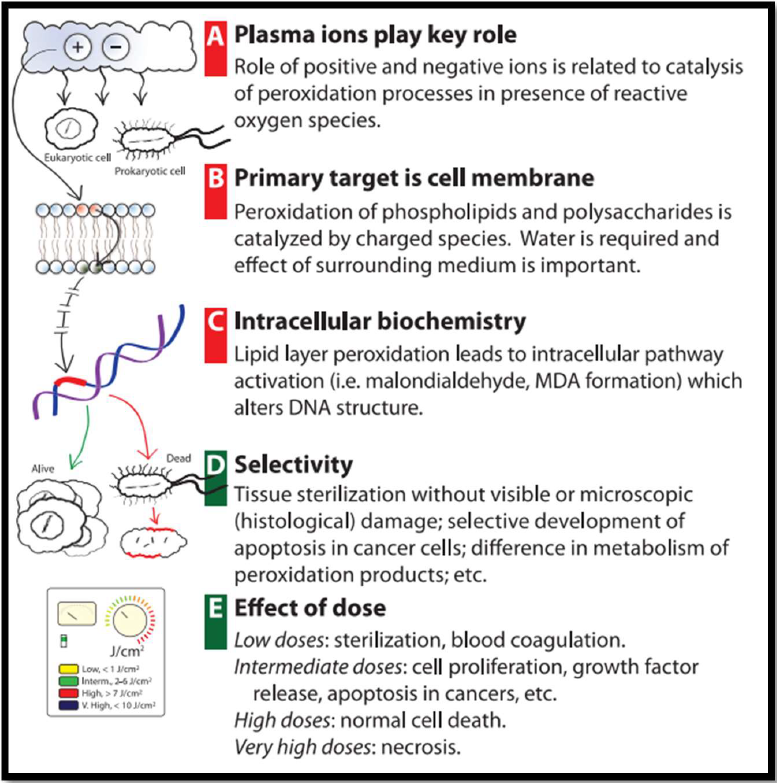 + −
A Plasma ions play key role
Role of positive and negative ions is related to catalysis
of peroxidation processes in presence of reactive
oxygen species.
Eukaryotic cell
Prokaryotic cell
B Primary target is cell membrane
Peroxidation of phospholipids and polysaccharides is
catalyzed by charged species. Water is required and
effect of surrounding medium is important.
C Intracellular biochemistry
Lipid layer peroxidation leads to intracellular pathway
activation (i.e. malondialdehyde, MDA formation) which
alters DNA structure.
Alive
Dead
D Selectivity
Tissue sterilization without visible or microscopic
(histological) damage; selective development of
apoptosis in cancer cells; difference in metabolism of
peroxidation products; etc.
E Effect of dose
Low doses: sterilization, blood coagulation.
Intermediate doses: cell proliferation, growth factor
release, apoptosis in cancers, etc.
High doses: normal cell death.
Very high doses: necrosis.
J/cm²
Low, < 1 J/cm²
Interm., 2-6 J/cm²
High, > 7 J/cm²
V. High, < 10 J/cm²